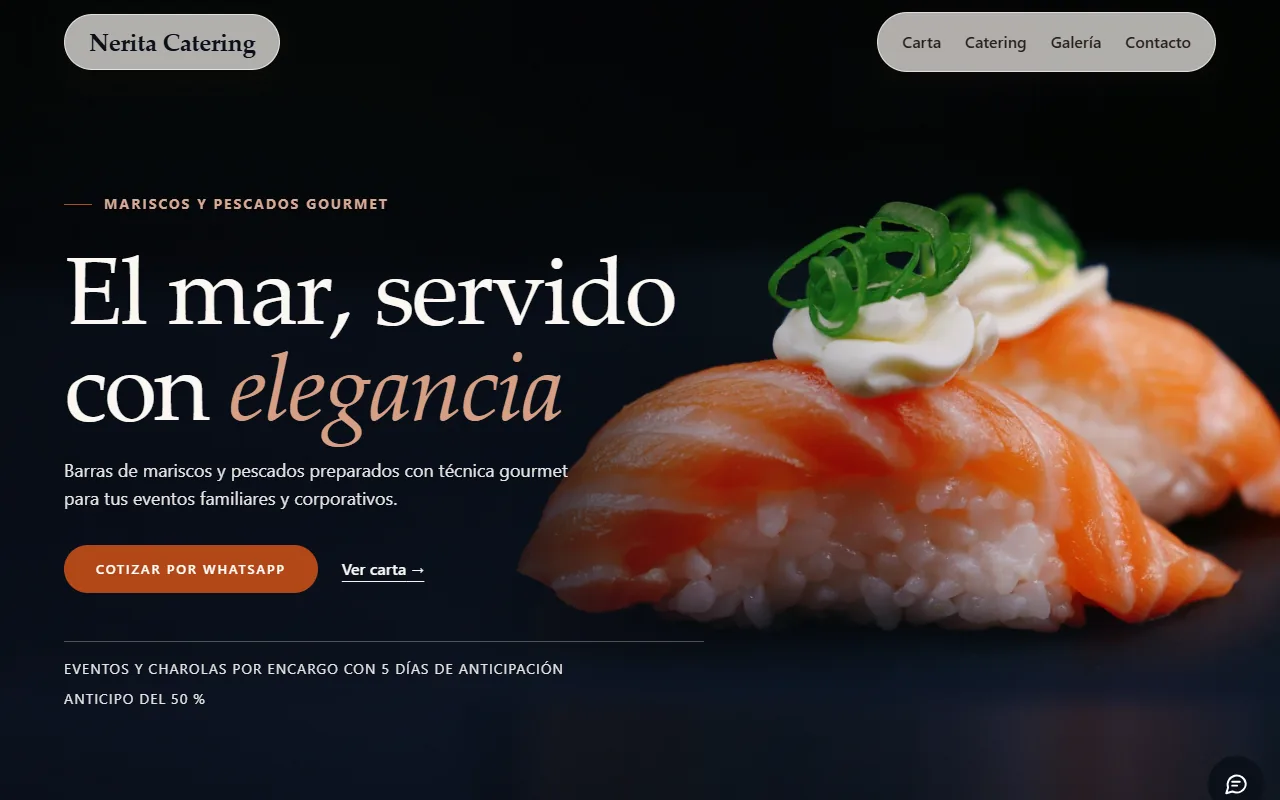 Nerita Catering
Carta Catering Galería Contacto
MARISCOS Y PESCADOS GOURMET
El mar, servido
con elegancia
Barras de mariscos y pescados preparados con técnica gourmet
para tus eventos familiares y corporativos.
COTIZAR POR WHATSAPP
Ver carta →
EVENTOS Y CHAROLAS POR ENCARGO CON 5 DÍAS DE ANTICIPACIÓN
ANTICIPO DEL 50 %